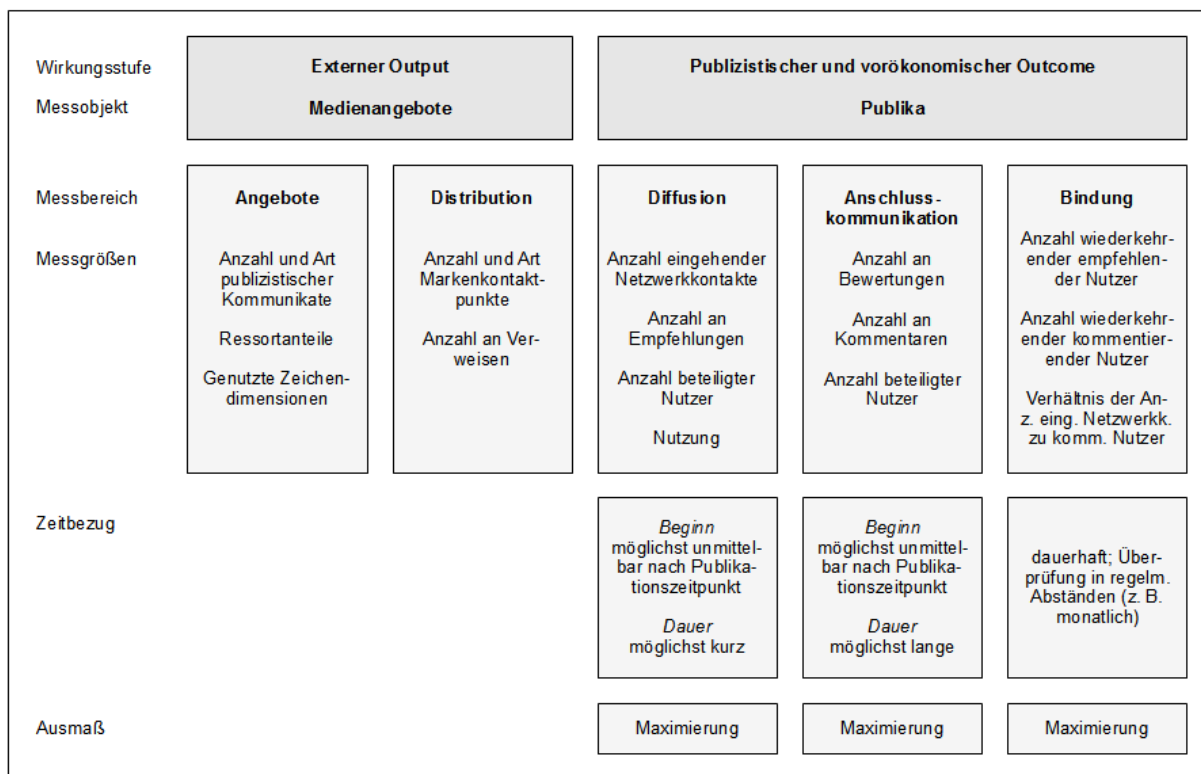 Wirkungsstufe
Externer Output
Publizistischer und vorökonomischer Outcome
Messobjekt
Medienangebote
Publika
Messbereich
Angebote
Distribution
Diffusion
Anschluss-
kommunikation
Bindung
Messgrößen
Anzahl und Art
publizistischer
Kommunikate
Ressortanteile
Genutzte Zeichen-
dimensionen
Anzahl und Art
Markenkontakt-
punkte
Anzahl an Ver-
weisen
Anzahl eingehender
Netzwerkkontakte
Anzahl an
Empfehlungen
Anzahl beteiligter
Nutzer
Nutzung
Anzahl an
Bewertungen
Anzahl an
Kommentaren
Anzahl beteiligter
Nutzer
Anzahl wiederkehr-
ender empfehlen-
der Nutzer
Anzahl wiederkehr-
ender kommentier-
ender Nutzer
Verhältnis der An-
z. eing. Netzwerkk.
zu komm. Nutzer
Zeitbezug
Beginn
möglichst unmittel-
bar nach Publika-
tionszeitpunkt
Dauer
möglichst kurz
Beginn
möglichst unmittel-
bar nach Publika-
tionszeitpunkt
Dauer
möglichst lange
dauerhaft; Über-
prüfung in regelm.
Abständen (z. B.
monatlich)
Ausmaß
Maximierung
Maximierung
Maximierung